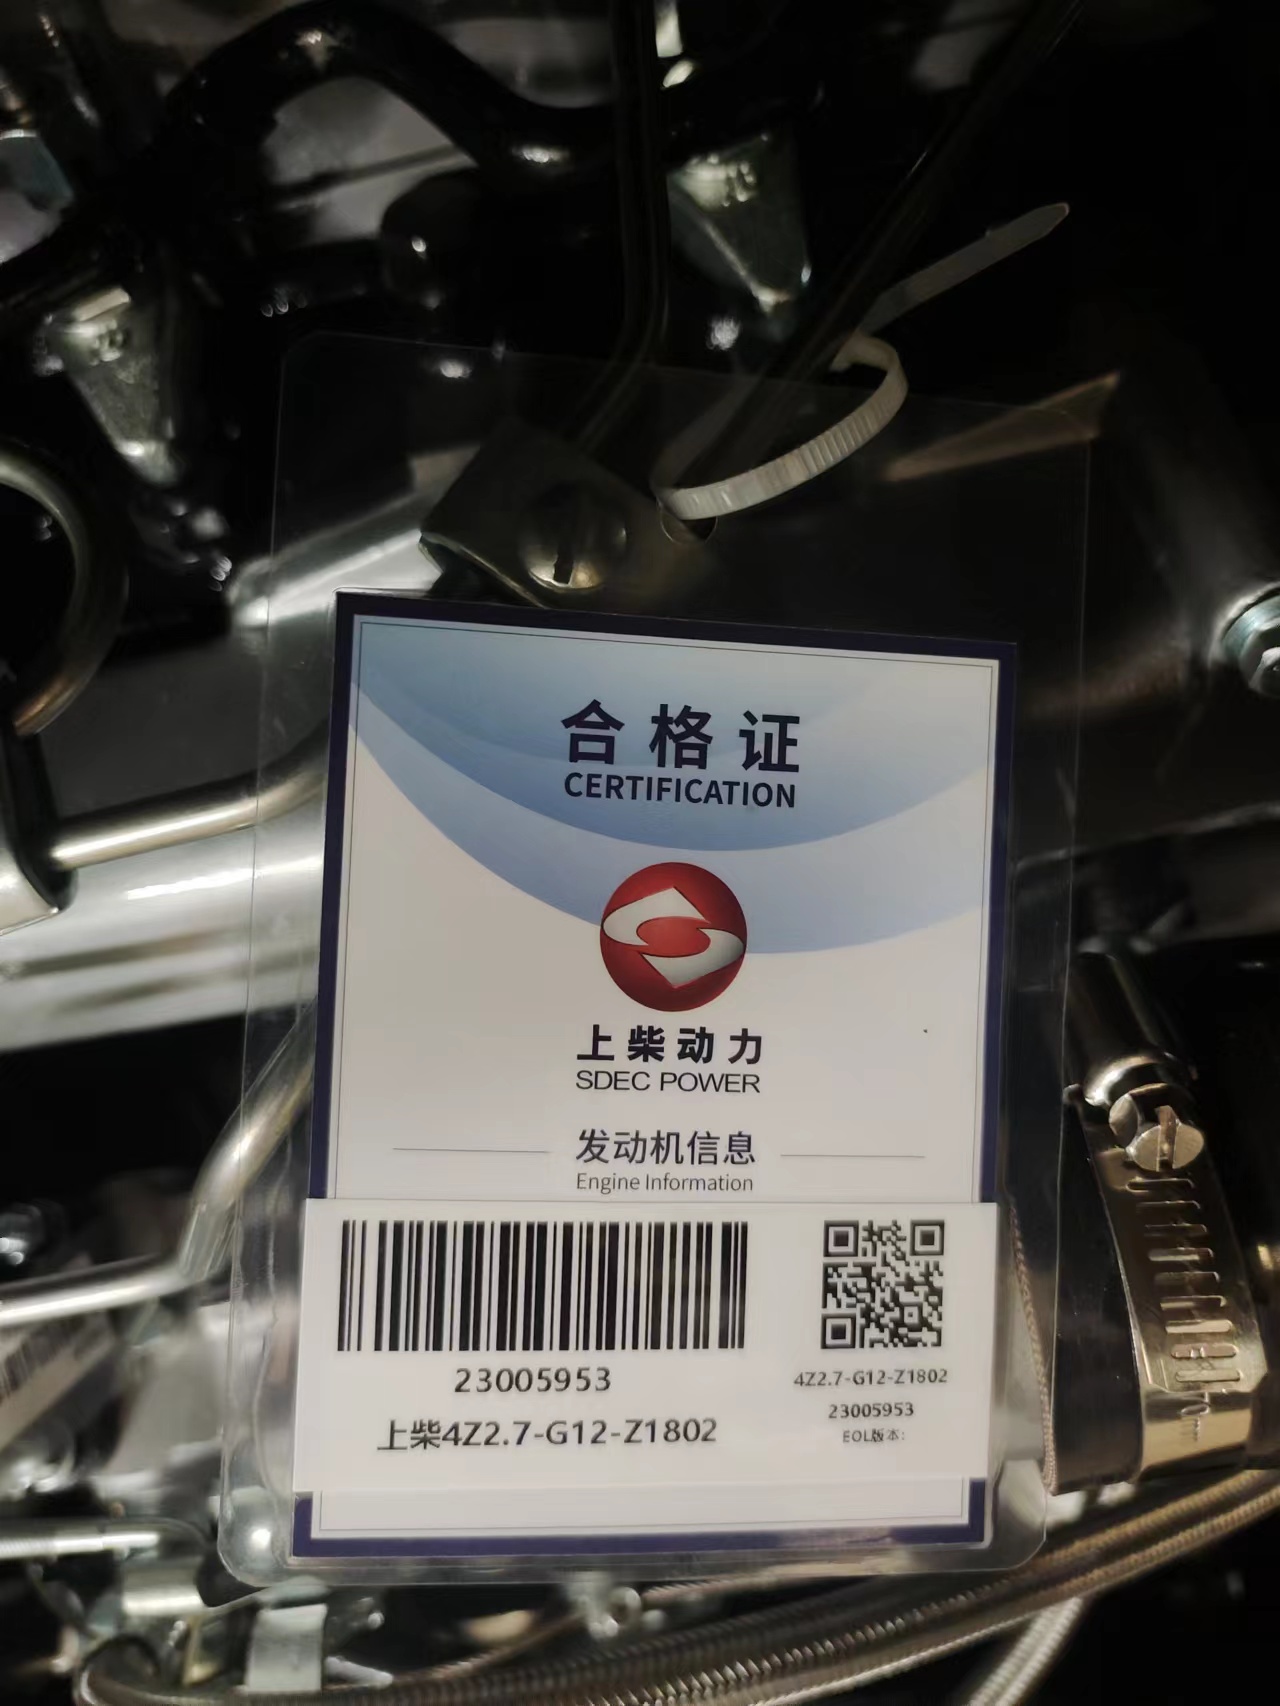 合格证
CERTIFICATION
上柴动力
SDEC POWER
发动机信息
Engine Information
23005953
上柴4Z2.7-G12-Z1802
4Z2.7-G12-Z1802
23005953
EOL版本: